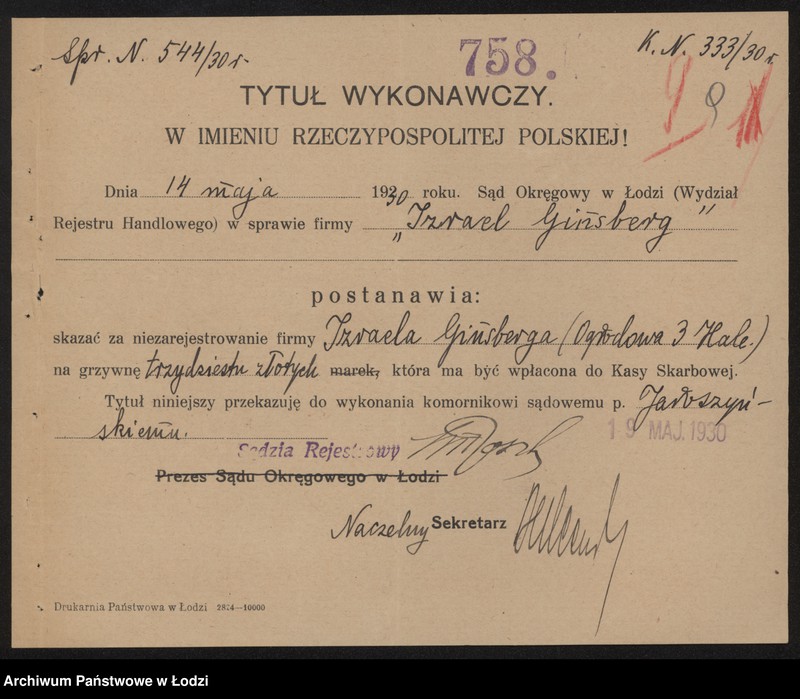 Spr. N. 544/30 r.
758.
K. N. 333/30 r.
9
TYTUŁ WYKONAWCZY.
W IMIENIU RZECZYPOSPOLITEJ POLSKIEJ!
Dnia 14 maja 1930 roku. Sąd Okręgowy w Łodzi (Wydział
Rejestru Handlowego) w sprawie firmy „Izrael Ginsberg”
postanawia:
skazać za niezarejestrowanie firmy Izraela Ginsberga (Ogrodowa 3 Hale.)
na grzywnę trzydziestu złotych marek, która ma być wpłacona do Kasy Skarbowej.
Tytuł niniejszy przekazuję do wykonania komornikowi sądowemu p. Jaroszyń-
skiemu.
19 MAJ. 1930
Sędzia Rejestrowy
Prezes Sądu Okręgowego w Łodzi
Naczelny Sekretarz
Drukarnia Państwowa w Łodzi 2824—10000
Archiwum Państwowe w Łodzi